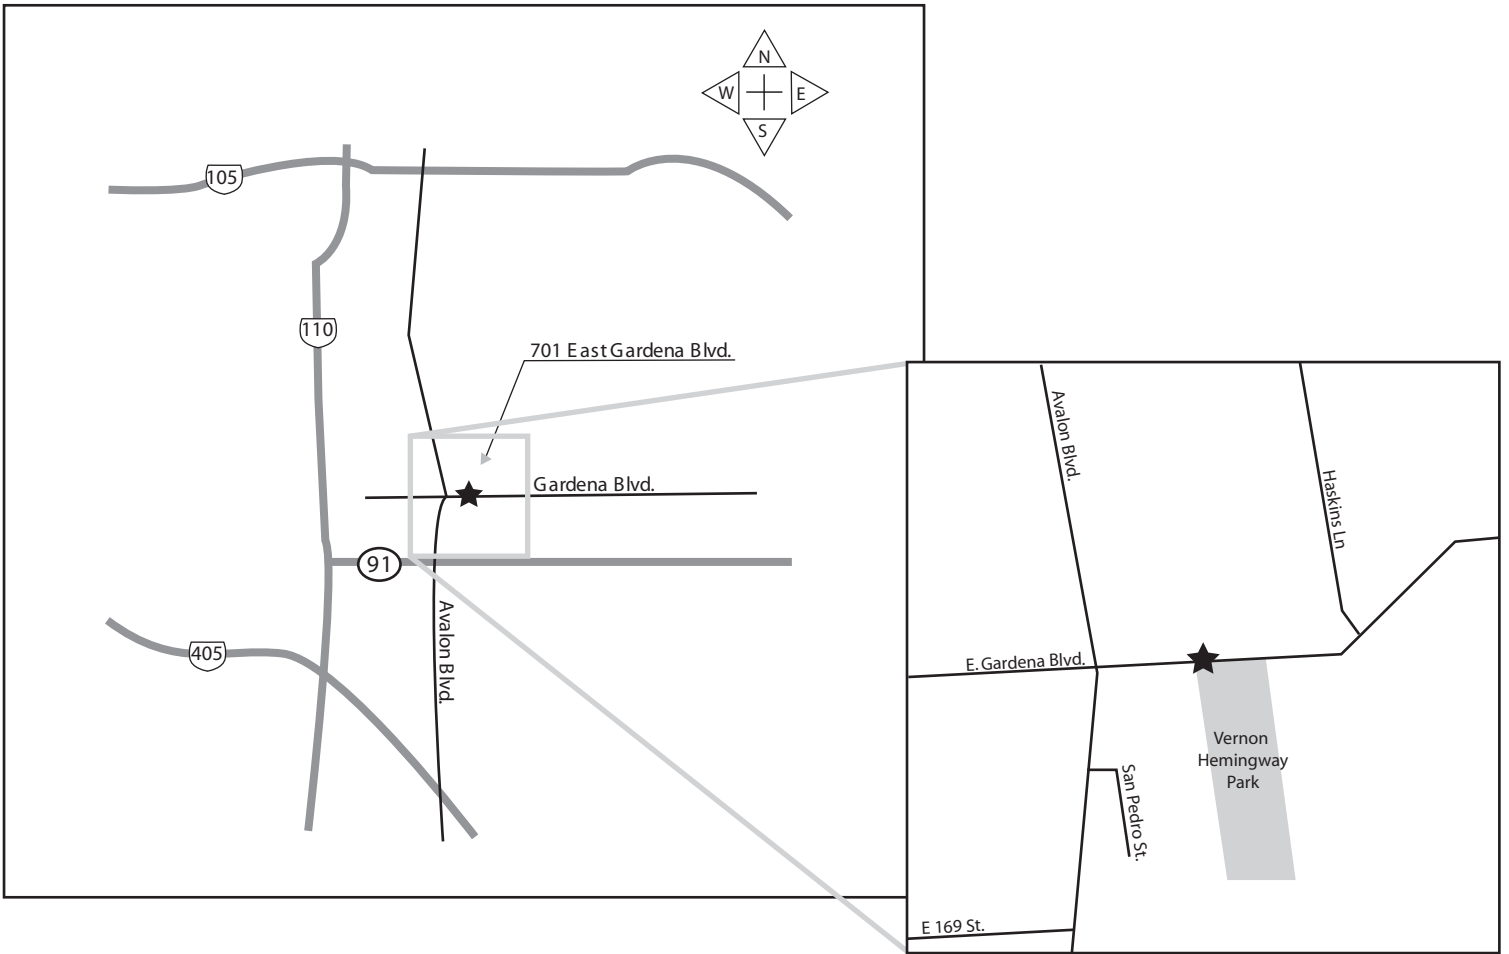 N
W
E
S
105
110
701 East Gardena Blvd.
Gardena Blvd.
91
Avalon Blvd.
405
Avalon Blvd.
Haskins Ln
E. Gardena Blvd.
Vernon
Hemingway
Park
San Pedro St.
E 169 St.